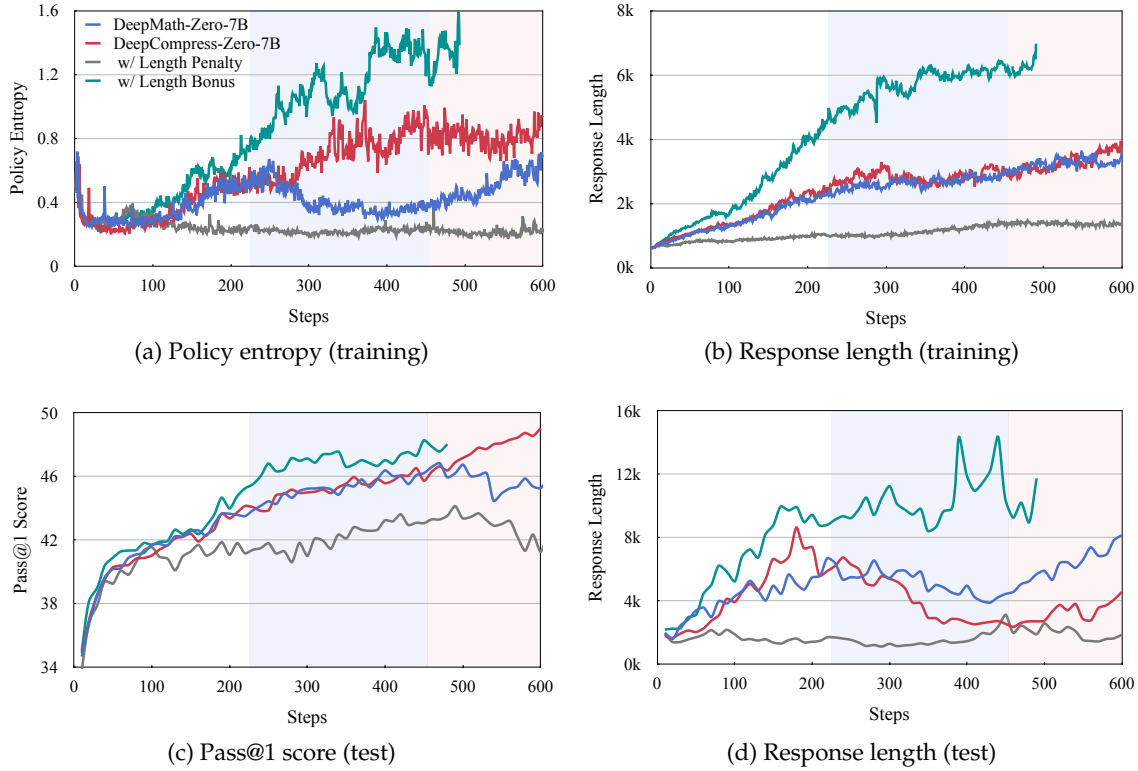 1.6
1.2
0.8
0.4
0
Policy Entropy
DeepMath-Zero-7B
DeepCompress-Zero-7B
w/ Length Penalty
w/ Length Bonus
0 100 200 300 400 500 600
Steps
(a) Policy entropy (training)
8k
6k
4k
2k
0k
Response Length
0 100 200 300 400 500 600
Steps
(b) Response length (training)
50
46
42
38
34
Pass@1 Score
100 200 300 400 500 600
Steps
(c) Pass@1 score (test)
16k
12k
8k
4k
0k
Response Length
0 100 200 300 400 500 600
Steps
(d) Response length (test)